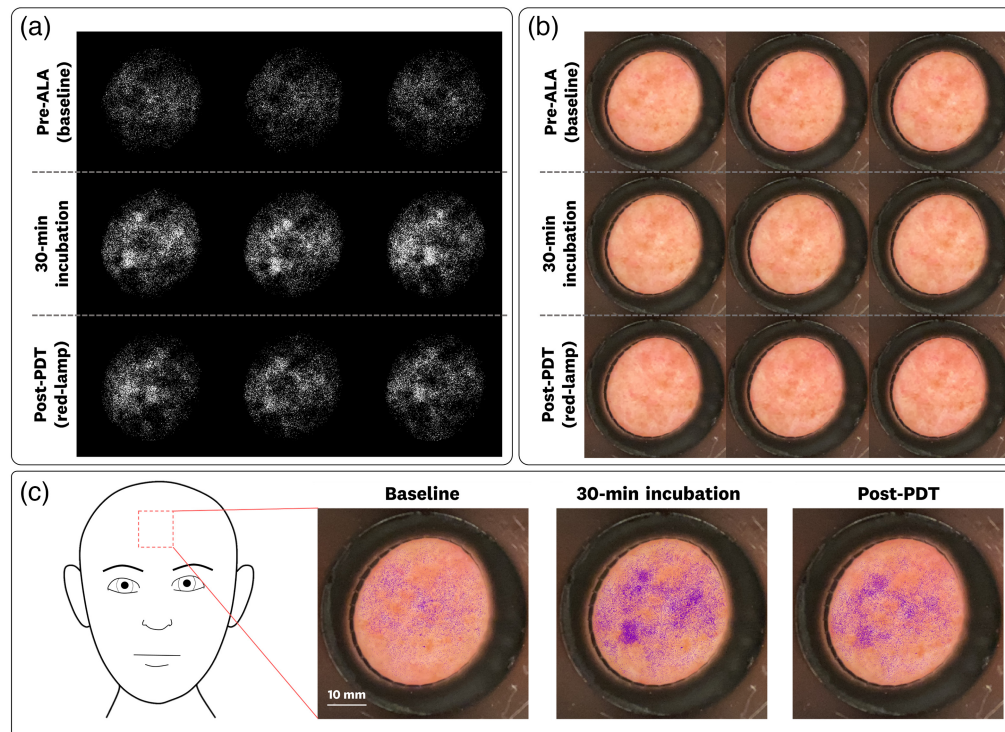 (a)
Pre-ALA
(baseline)
30-min
incubation
Post-PDT
(red-lamp)
(b)
Pre-ALA
(baseline)
30-min
incubation
Post-PDT
(red-lamp)
(c)
Baseline
30-min incubation
Post-PDT
10 mm